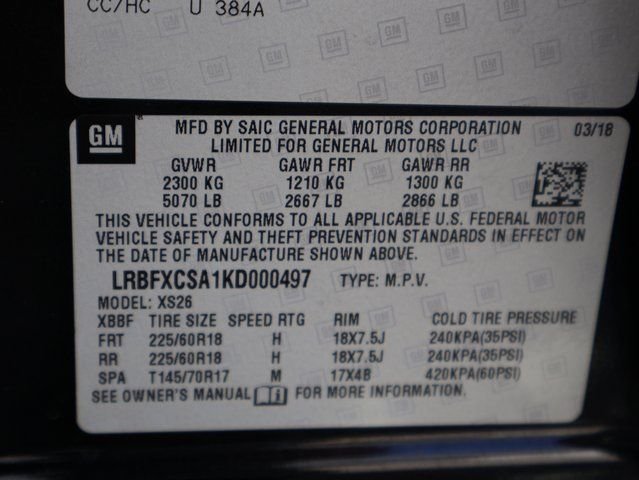 CC/HC U 384A
GM
MFD BY SAIC GENERAL MOTORS CORPORATION 03/18
LIMITED FOR GENERAL MOTORS LLC
GVWR GAWR FRT GAWR RR
2300 KG 1210 KG 1300 KG
5070 LB 2667 LB 2866 LB
THIS VEHICLE CONFORMS TO ALL APPLICABLE U.S. FEDERAL MOTOR
VEHICLE SAFETY AND THEFT PREVENTION STANDARDS IN EFFECT ON
THE DATE OF MANUFACTURE SHOWN ABOVE.
LRBFXCSA1KD000497 TYPE: M.P.V.
MODEL: XS26
XBBF TIRE SIZE SPEED RTG RIM COLD TIRE PRESSURE
FRT 225/60R18 H 18X7.5J 240KPA(35PSI)
RR 225/60R18 H 18X7.5J 240KPA(35PSI)
SPA T145/70R17 M 17X4B 420KPA(60PSI)
SEE OWNER'S MANUAL FOR MORE INFORMATION.